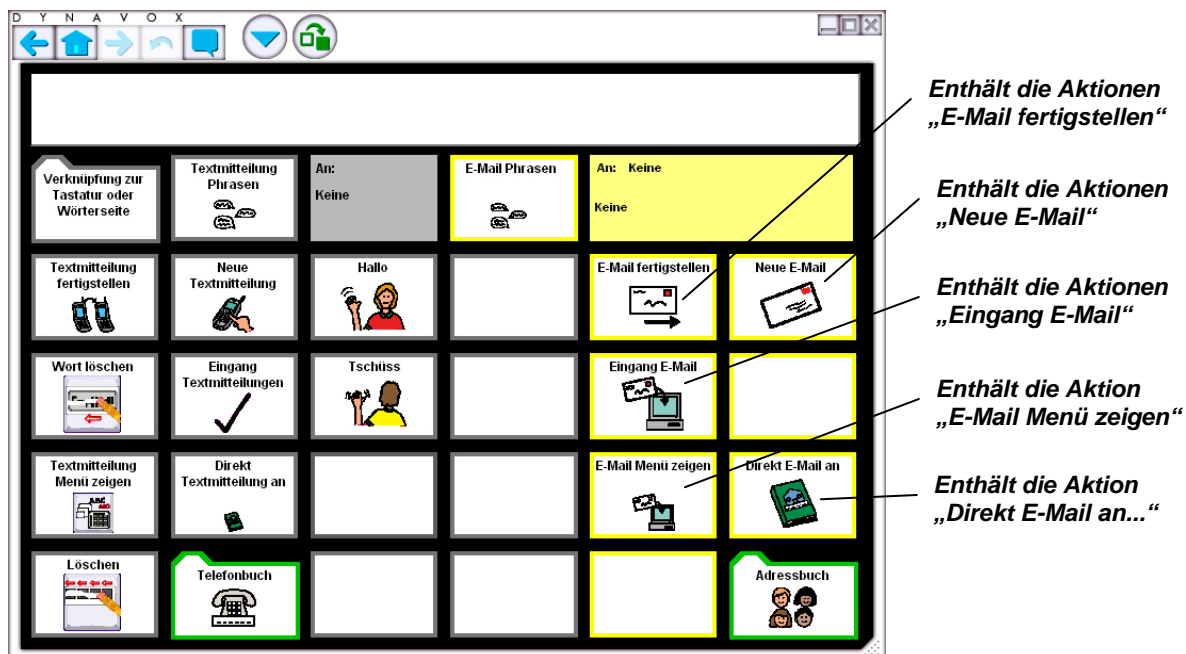 D Y N A V O X
Verknüpfung zur
Tastatur oder
Wörterseite
Textmitteilung
Phrasen
An:
Keine
E-Mail Phrasen
An: Keine
Keine
Textmitteilung
fertigstellen
Neue
Textmitteilung
Hallo
E-Mail fertigstellen
Neue E-Mail
Wort löschen
Eingang
Textmitteilungen
Tschüss
Eingang E-Mail
Textmitteilung
Menü zeigen
Direkt
Textmitteilung an
E-Mail Menü zeigen
Direkt E-Mail an
Löschen
Telefonbuch
Adressbuch
Enthält die Aktionen
„E-Mail fertigstellen“
Enthält die Aktionen
„Neue E-Mail“
Enthält die Aktionen
„Eingang E-Mail“
Enthält die Aktion
„E-Mail Menü zeigen“
Enthält die Aktion
„Direkt E-Mail an...“